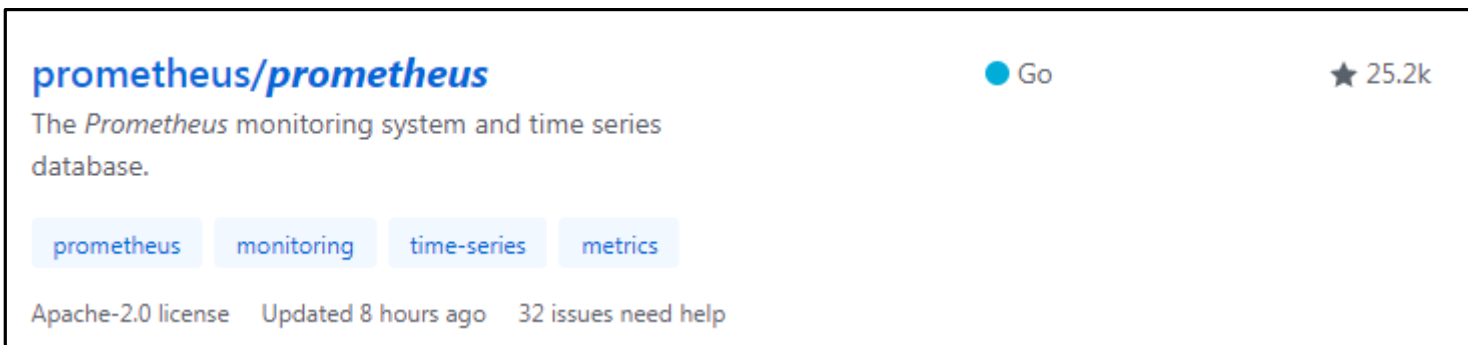 prometheus/prometheus
Go
25.2k
The Prometheus monitoring system and time series
database.
prometheus monitoring time-series metrics
Apache-2.0 license Updated 8 hours ago 32 issues need help